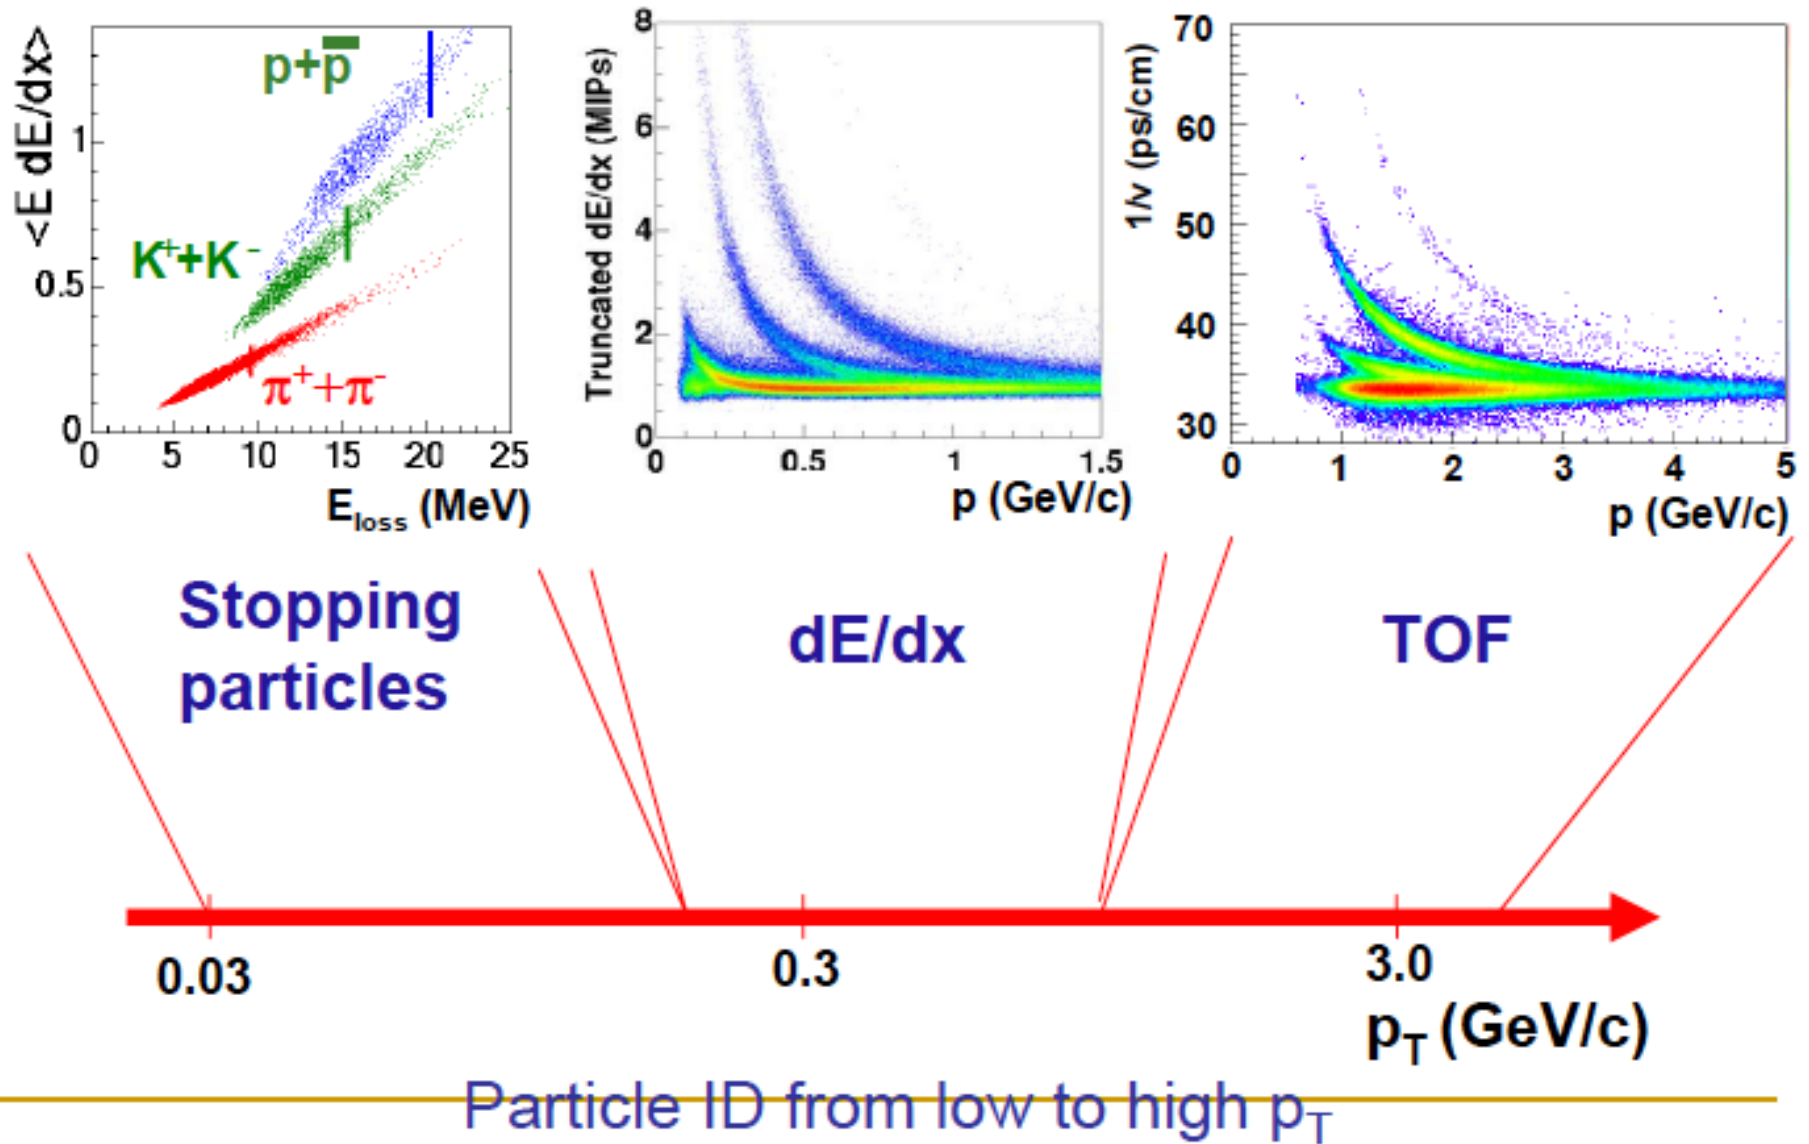 <E dE/dx>
1
0.5
0
p+p̅
K⁺+K⁻
π⁺+π⁻
0 5 10 15 20 25
E_loss (MeV)
Truncated dE/dx (MIPs)
8
6
4
2
0
0 0.5 1 1.5
p (GeV/c)
1/v (ps/cm)
70
60
50
40
30
0 1 2 3 4 5
p (GeV/c)
Stopping
particles
dE/dx
TOF
0.03 0.3 3.0
p_T (GeV/c)
Particle ID from low to high p_T